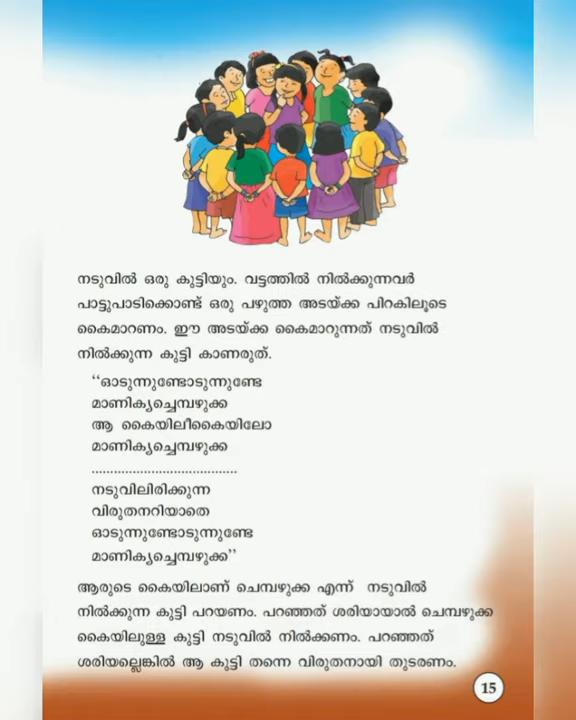 നടുവിൽ ഒരു കുട്ടിയും. വട്ടത്തിൽ നിൽക്കുന്നവർ
പാട്ടുപാടിക്കൊണ്ട് ഒരു പഴുത്ത അടയ്ക്ക പിറകിലൂടെ
കൈമാറണം. ഈ അടയ്ക്ക കൈമാറുന്നത് നടുവിൽ
നിൽക്കുന്ന കുട്ടി കാണരുത്.
‘‘ഓടുന്നുണ്ടോടുന്നുണ്ടേ
മാണിക്യച്ചെമ്പഴുക്ക
ആ കൈയിലീകൈയിലോ
മാണിക്യച്ചെമ്പഴുക്ക
.......................................
നടുവിലിരിക്കുന്ന
വിരുതനറിയാതെ
ഓടുന്നുണ്ടോടുന്നുണ്ടേ
മാണിക്യച്ചെമ്പഴുക്ക’’
ആരുടെ കൈയിലാണ് ചെമ്പഴുക്ക എന്ന് നടുവിൽ
നിൽക്കുന്ന കുട്ടി പറയണം. പറഞ്ഞത് ശരിയായാൽ ചെമ്പഴുക്ക
കൈയിലുള്ള കുട്ടി നടുവിൽ നിൽക്കണം. പറഞ്ഞത്
ശരിയല്ലെങ്കിൽ ആ കുട്ടി തന്നെ വിരുതനായി തുടരണം.
15